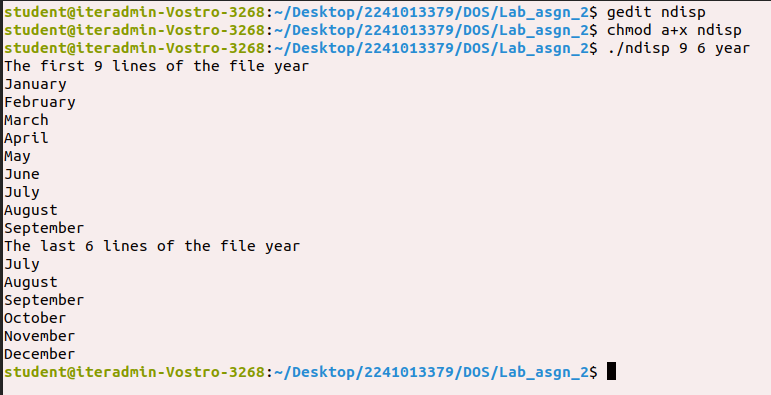 student@iteradmin-Vostro-3268:~/Desktop/2241013379/DOS/Lab_asgn_2$ gedit ndisp
student@iteradmin-Vostro-3268:~/Desktop/2241013379/DOS/Lab_asgn_2$ chmod a+x ndisp
student@iteradmin-Vostro-3268:~/Desktop/2241013379/DOS/Lab_asgn_2$ ./ndisp 9 6 year
The first 9 lines of the file year
January
February
March
April
May
June
July
August
September
The last 6 lines of the file year
July
August
September
October
November
December
student@iteradmin-Vostro-3268:~/Desktop/2241013379/DOS/Lab_asgn_2$